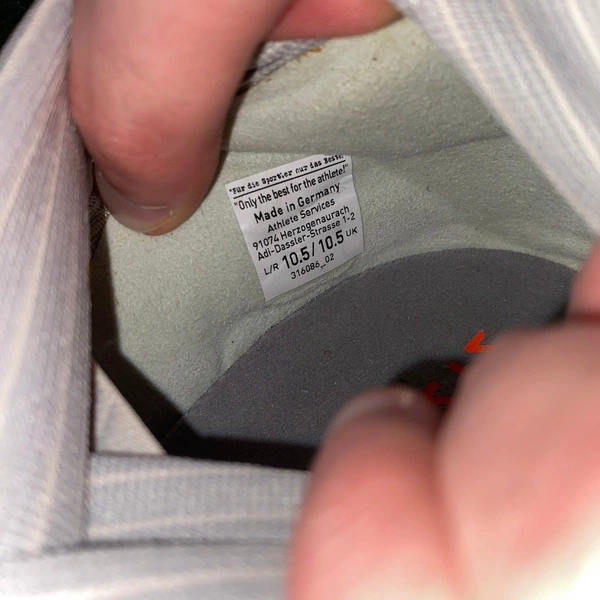 "Für die Sportler nur das Beste."
"Only the best for the athlete!"
Made in Germany
Athlete Services
91074 Herzogenaurach
Adi-Dassler-Strasse 1-2
L/R 10.5 / 10.5 UK
316086_02